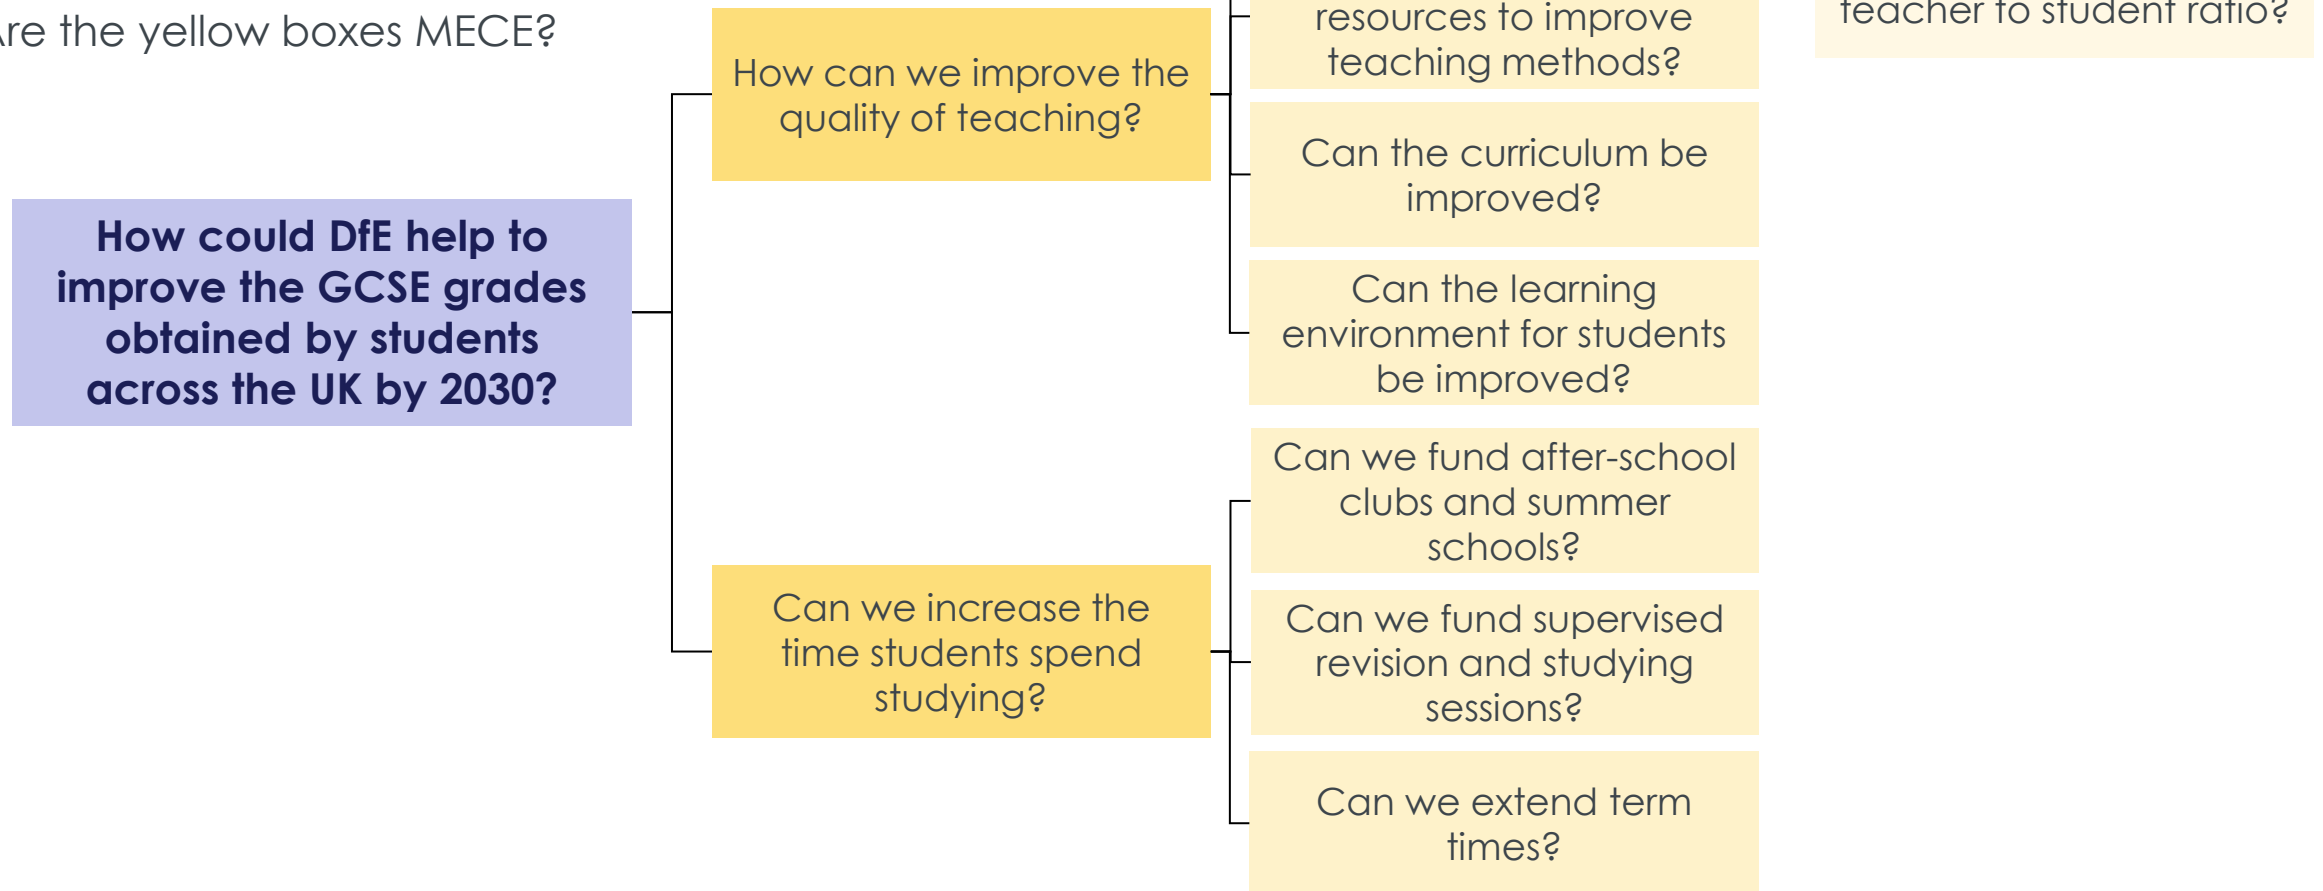 Are the yellow boxes MECE?
How can we improve the
quality of teaching?
resources to improve
teaching methods?
teacher to student ratio?
Can the curriculum be
improved?
How could DfE help to
improve the GCSE grades
obtained by students
across the UK by 2030?
Can the learning
environment for students
be improved?
Can we fund after-school
clubs and summer
schools?
Can we increase the
time students spend
studying?
Can we fund supervised
revision and studying
sessions?
Can we extend term
times?